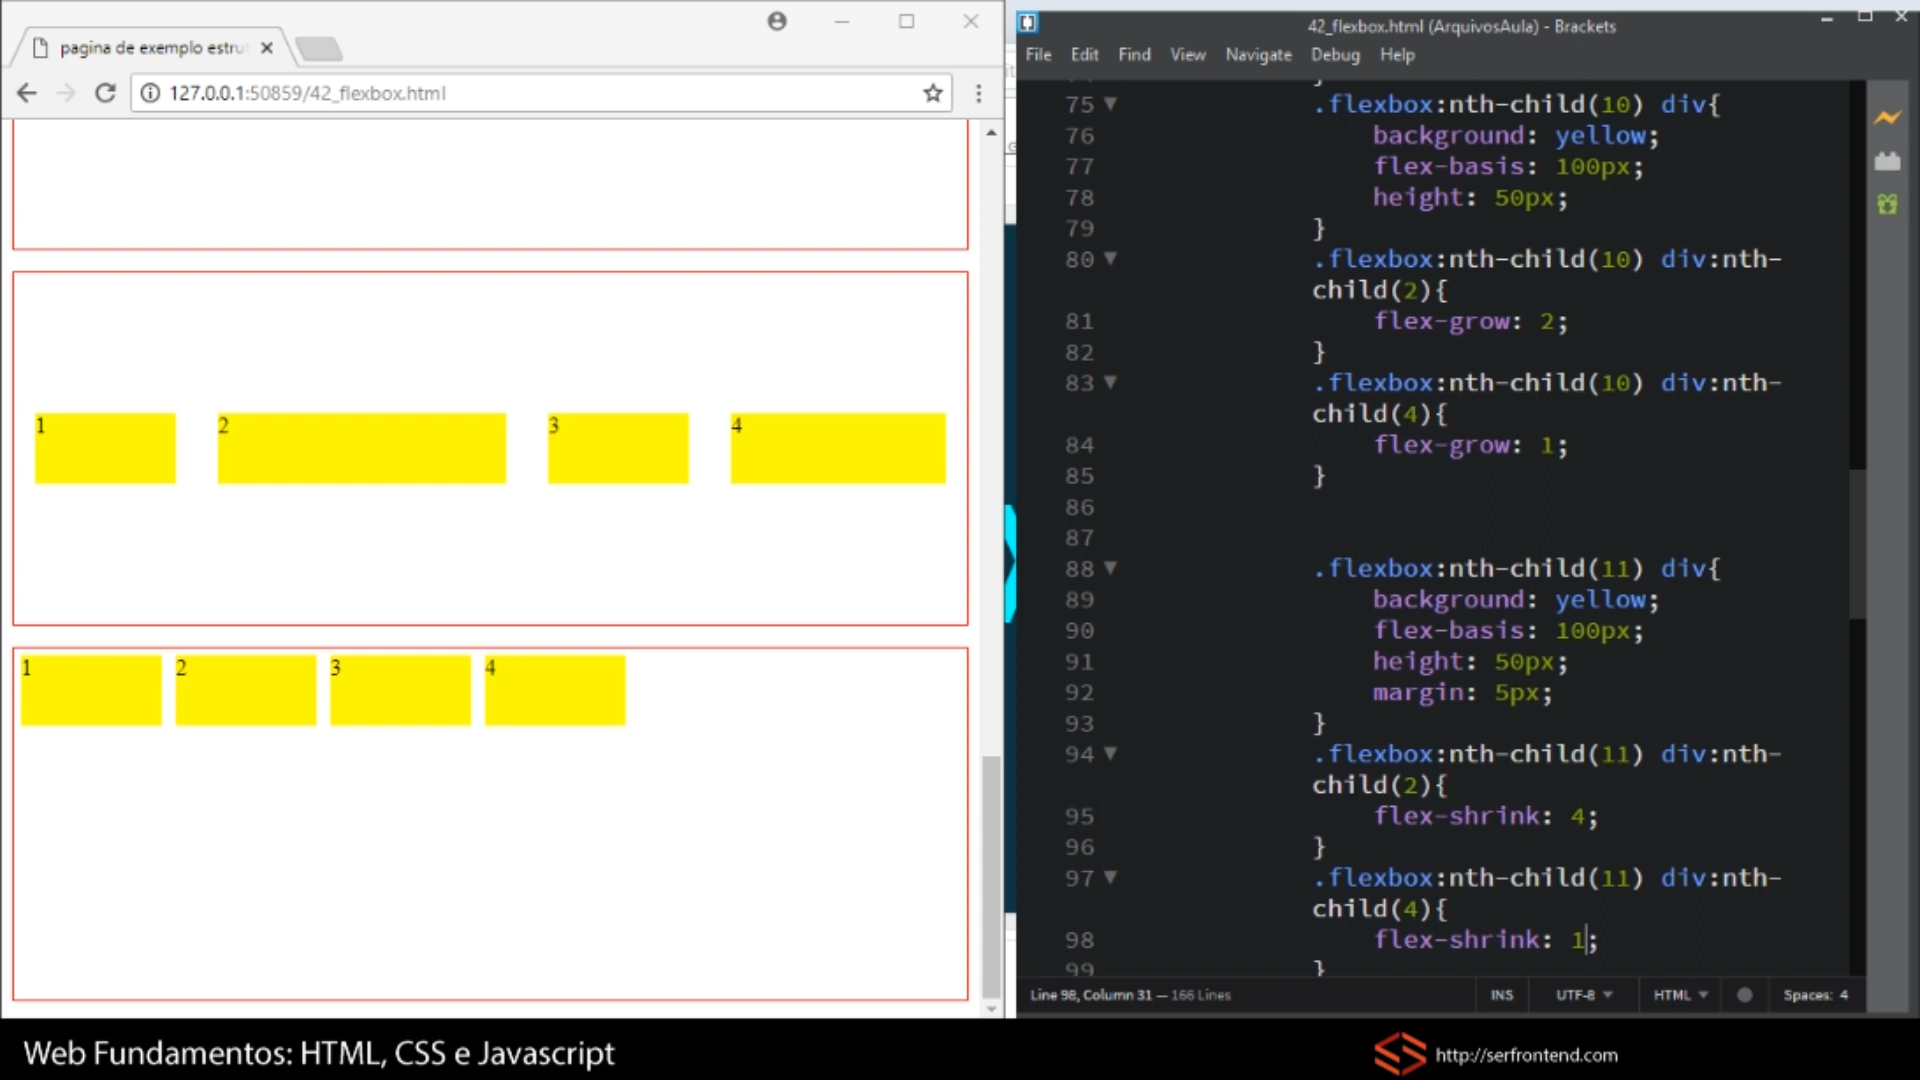 pagina de exemplo estru
127.0.0.1:50859/42_flexbox.html
1
2
3
4
1
2
3
4
42_flexbox.html (ArquivosAula) - Brackets
File Edit Find View Navigate Debug Help
75 .flexbox:nth-child(10) div{
76 background: yellow;
77 flex-basis: 100px;
78 height: 50px;
79 }
80 .flexbox:nth-child(10) div:nth-
child(2){
81 flex-grow: 2;
82 }
83 .flexbox:nth-child(10) div:nth-
child(4){
84 flex-grow: 1;
85 }
86
87
88 .flexbox:nth-child(11) div{
89 background: yellow;
90 flex-basis: 100px;
91 height: 50px;
92 margin: 5px;
93 }
94 .flexbox:nth-child(11) div:nth-
child(2){
95 flex-shrink: 4;
96 }
97 .flexbox:nth-child(11) div:nth-
child(4){
98 flex-shrink: 1;
99 }
Line 98, Column 31 — 166 Lines
INS UTF-8 HTML Spaces: 4
Web Fundamentos: HTML, CSS e Javascript
http://serfrontend.com